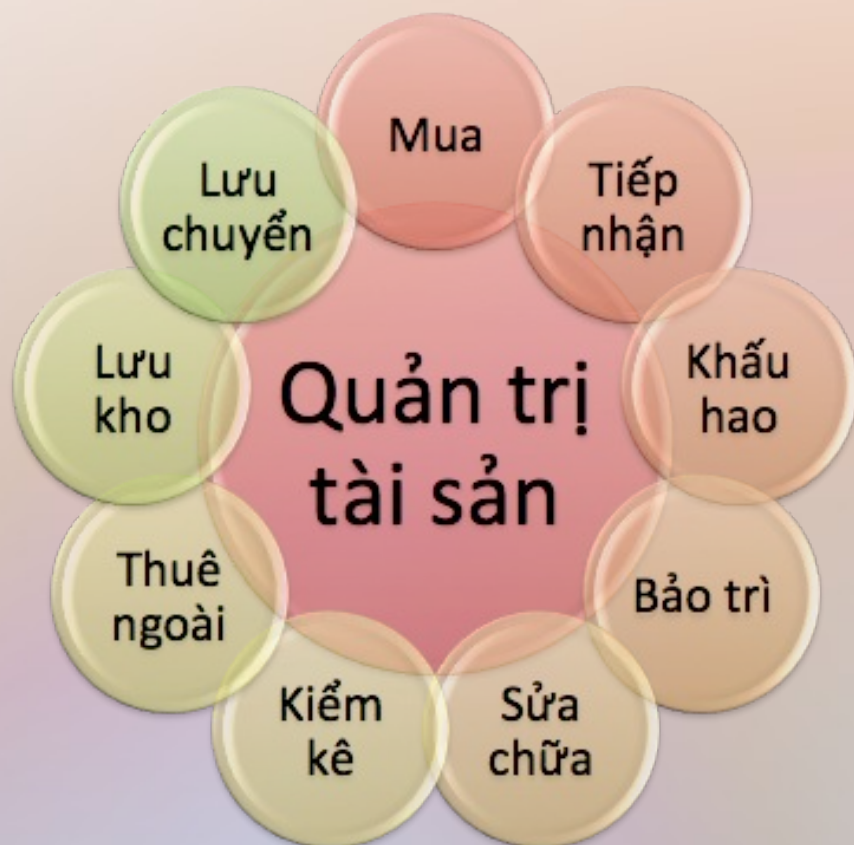 Mua
Tiếp
nhận
Khấu
hao
Bảo trì
Sửa
chữa
Kiểm
kê
Thuê
ngoài
Lưu
kho
Lưu
chuyển
Quản trị
tài sản